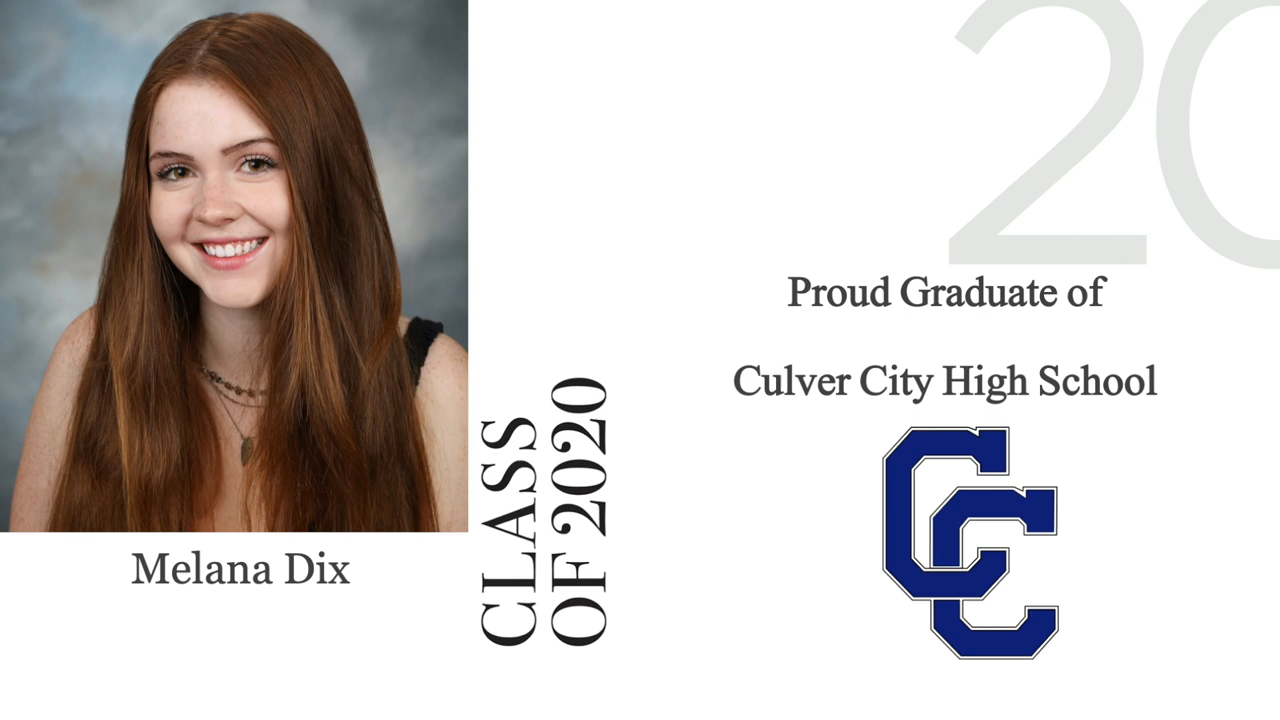 20
Proud Graduate of
Culver City High School
CC
Melana Dix
CLASS
OF 2020